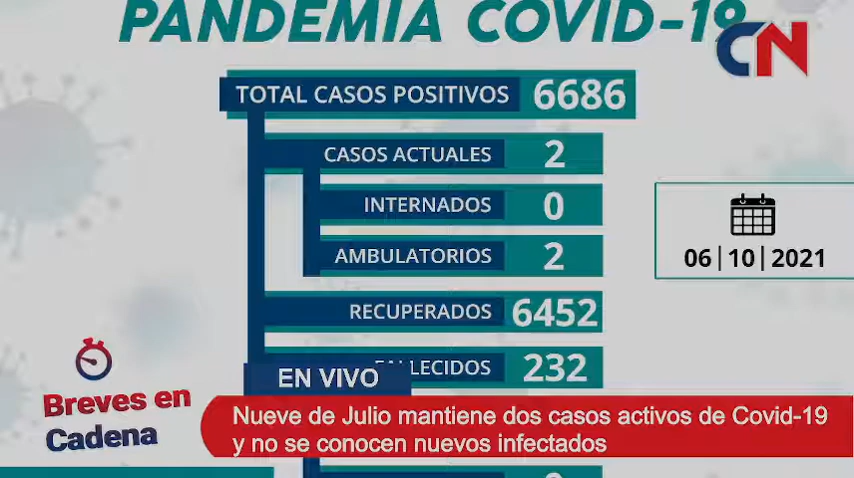 PANDEMIA COVID-19
CN
TOTAL CASOS POSITIVOS 6686
CASOS ACTUALES 2
INTERNADOS 0
AMBULATORIOS 2
06|10|2021
RECUPERADOS 6452
LLECIDOS 232
EN VIVO
Breves en
Cadena
Nueve de Julio mantiene dos casos activos de Covid-19
y no se conocen nuevos infectados